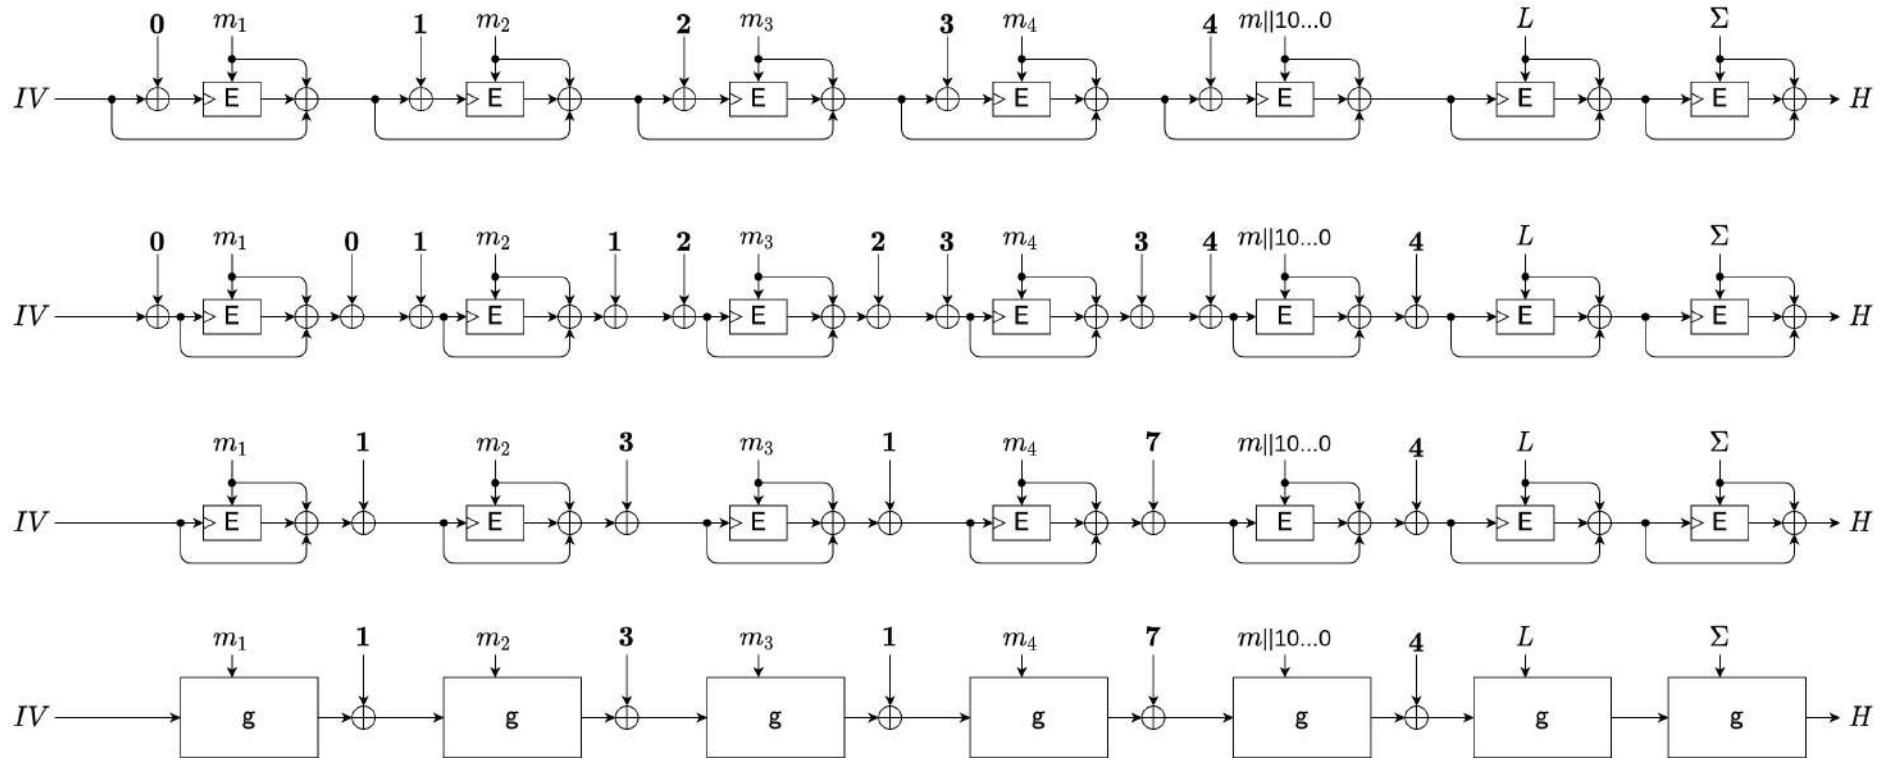 0 m₁ 1 m₂ 2 m₃ 3 m₄ 4 m||10...0 L Σ
IV E E E E E E E H
0 m₁ 0 1 m₂ 1 2 m₃ 2 3 m₄ 3 4 m||10...0 4 L Σ
IV E E E E E E E H
m₁ 1 m₂ 3 m₃ 1 m₄ 7 m||10...0 4 L Σ
IV E E E E E E E H
m₁ 1 m₂ 3 m₃ 1 m₄ 7 m||10...0 4 L Σ
IV g g g g g g g H